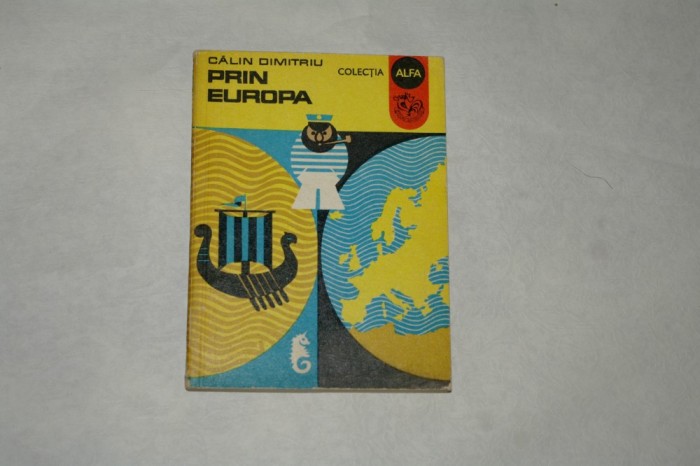 CĂLIN DIMITRIU
PRIN
EUROPA
COLECȚIA
ALFA